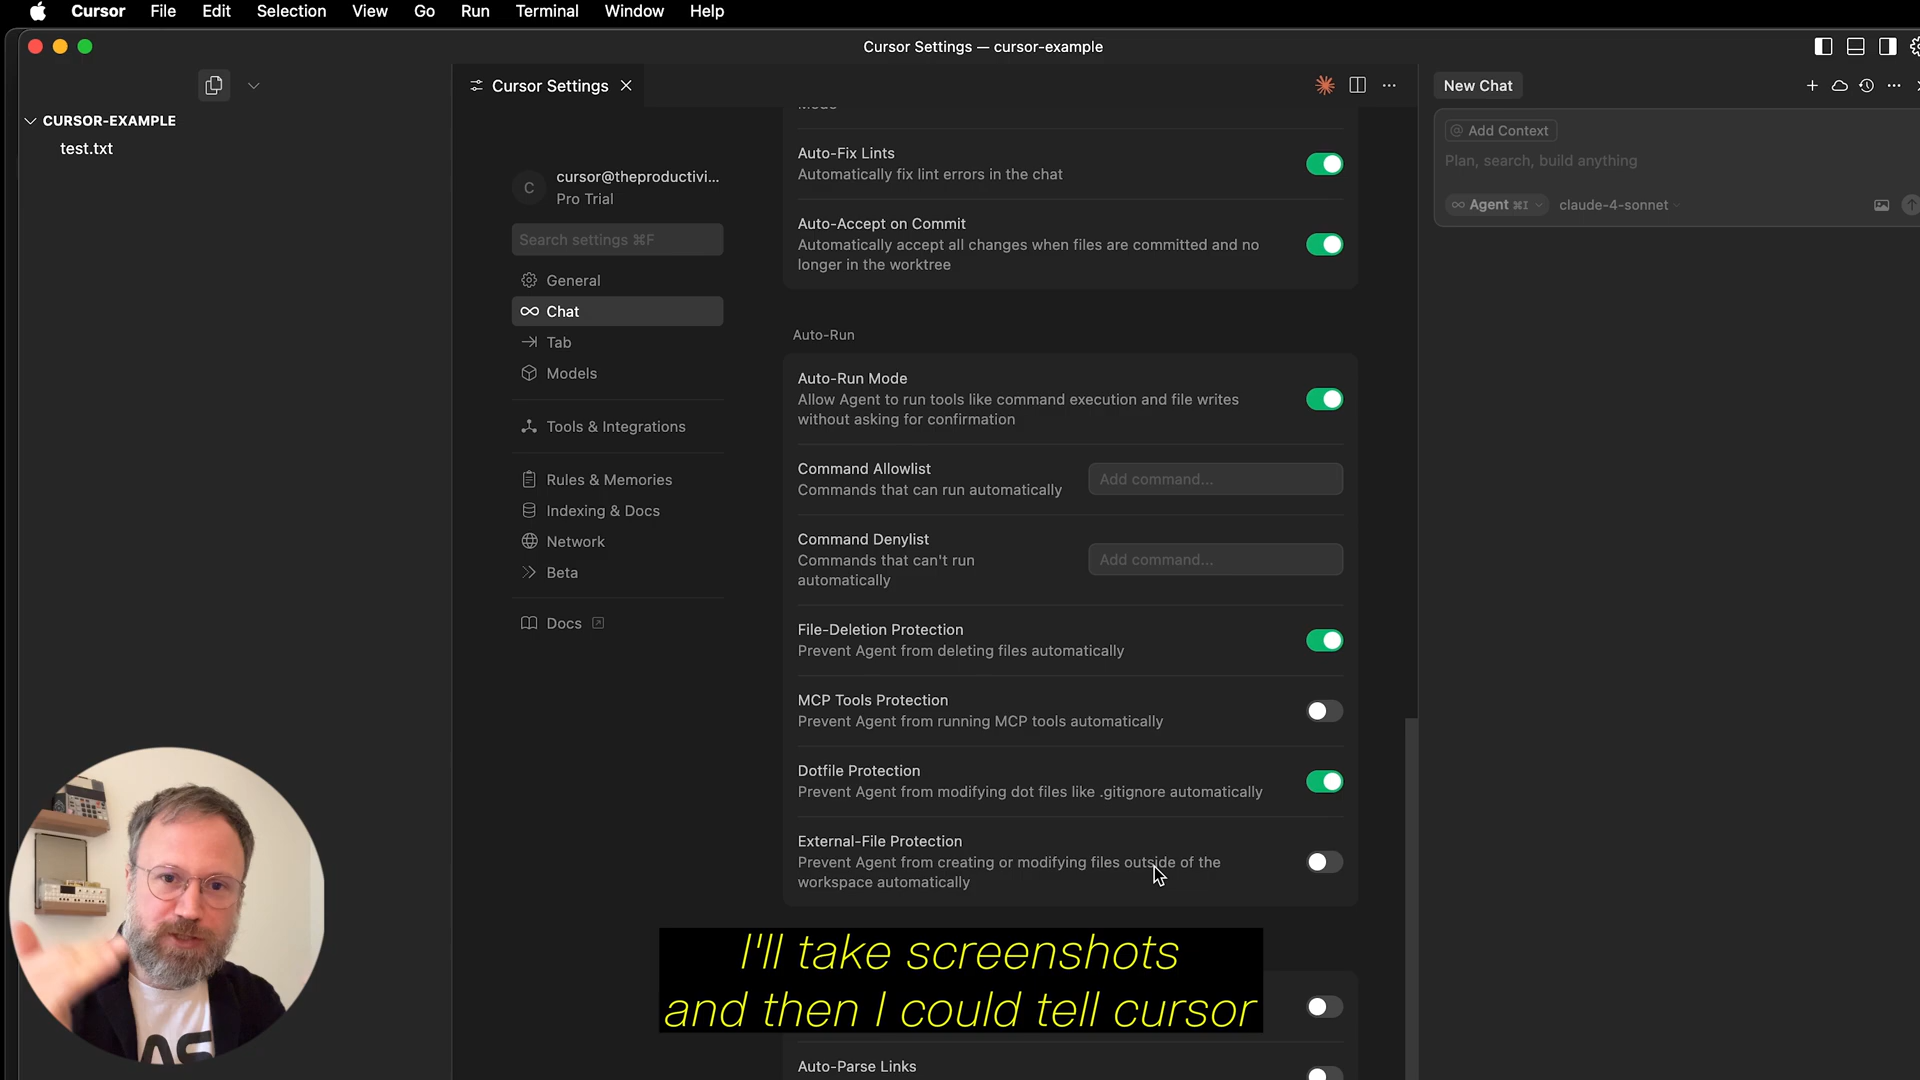 Cursor File Edit Selection View Go Run Terminal Window Help
Cursor Settings — cursor-example
CURSOR-EXAMPLE
test.txt
Cursor Settings
C
cursor@theproductivi...
Pro Trial
Search settings ⌘F
General
Chat
Tab
Models
Tools & Integrations
Rules & Memories
Indexing & Docs
Network
Beta
Docs
Auto-Fix Lints
Automatically fix lint errors in the chat
Auto-Accept on Commit
Automatically accept all changes when files are committed and no
longer in the worktree
Auto-Run
Auto-Run Mode
Allow Agent to run tools like command execution and file writes
without asking for confirmation
Command Allowlist
Commands that can run automatically
Add command...
Command Denylist
Commands that can't run
automatically
Add command...
File-Deletion Protection
Prevent Agent from deleting files automatically
MCP Tools Protection
Prevent Agent from running MCP tools automatically
Dotfile Protection
Prevent Agent from modifying dot files like .gitignore automatically
External-File Protection
Prevent Agent from creating or modifying files outside of the
workspace automatically
Auto-Parse Links
New Chat
@ Add Context
Plan, search, build anything
∞ Agent ⌘I
claude-4-sonnet
I'll take screenshots
and then I could tell cursor